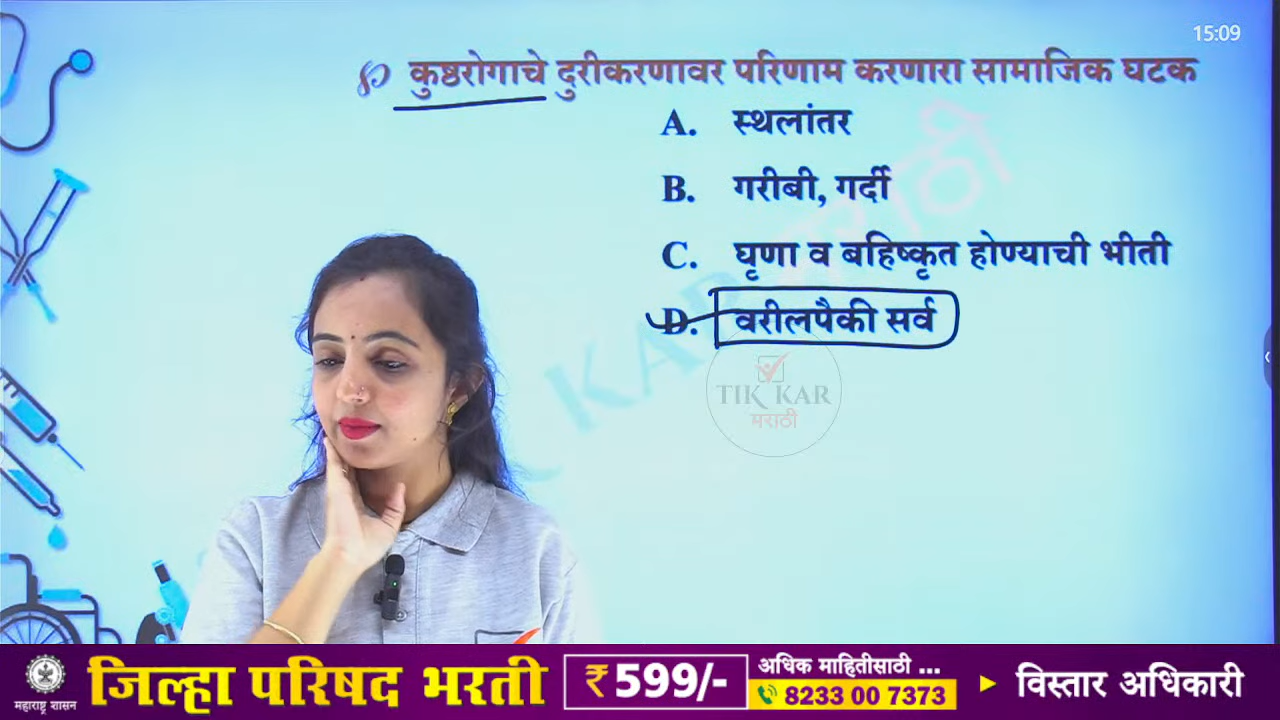 15:09
कुष्ठरोगाचे दुरीकरणावर परिणाम करणारा सामाजिक घटक
A. स्थलांतर
B. गरीबी, गर्दी
C. घृणा व बहिष्कृत होण्याची भीती
D. वरीलपैकी सर्व
TIK KAR
मराठी
महाराष्ट्र शासन
जिल्हा परिषद भरती
₹599/-
अधिक माहितीसाठी ...
8233 00 7373
विस्तार अधिकारी